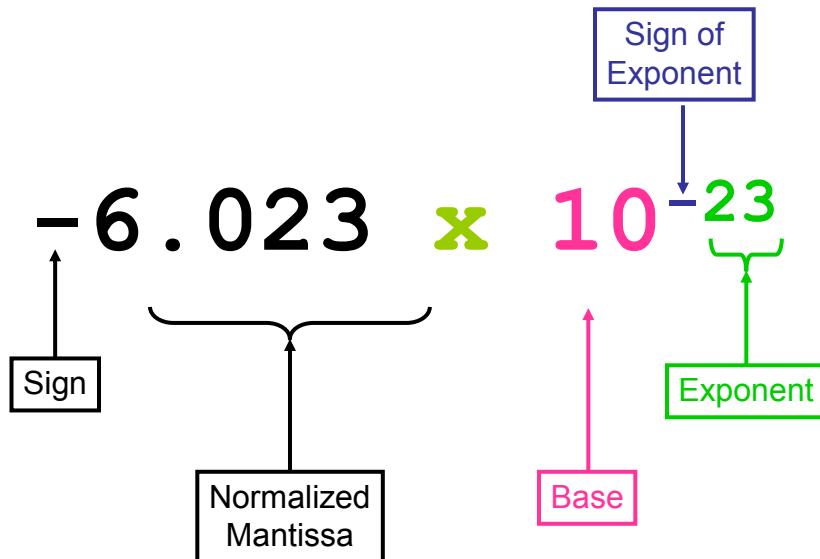 Sign of
Exponent
-6.023 x 10-23
Sign
Exponent
Normalized
Mantissa
Base